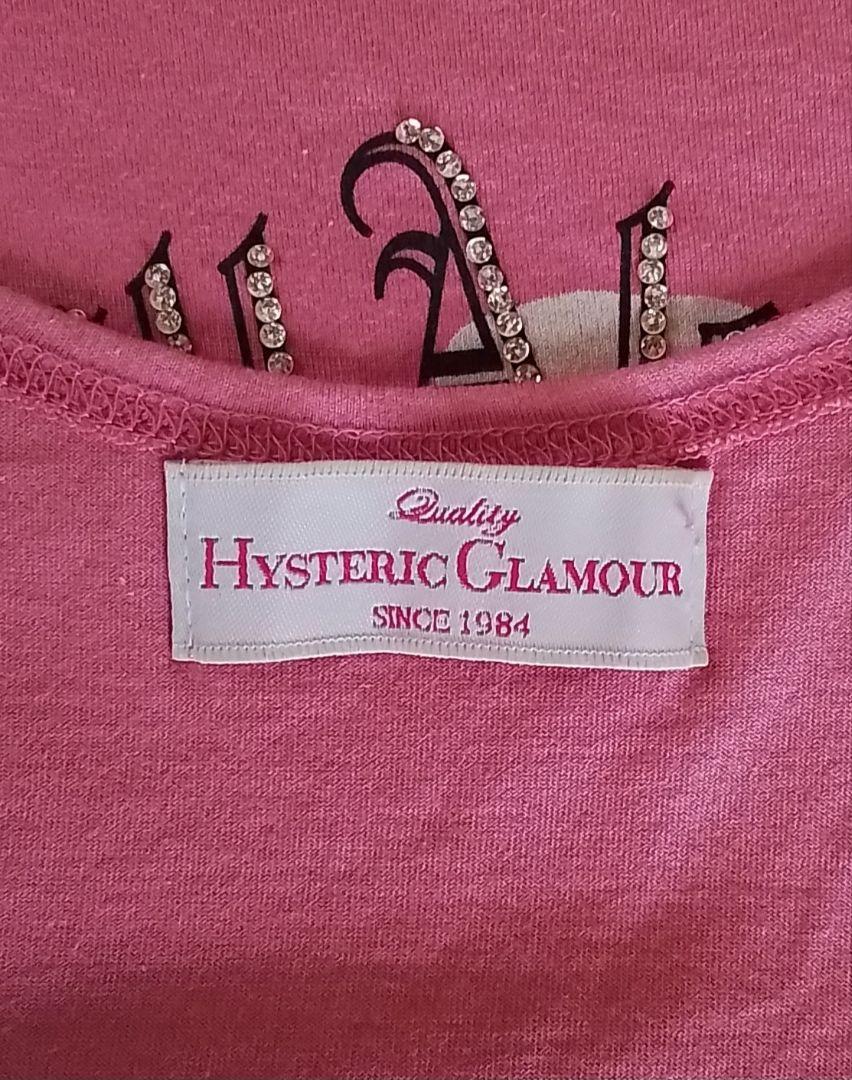 Quality
HYSTERIC GLAMOUR
SINCE 1984